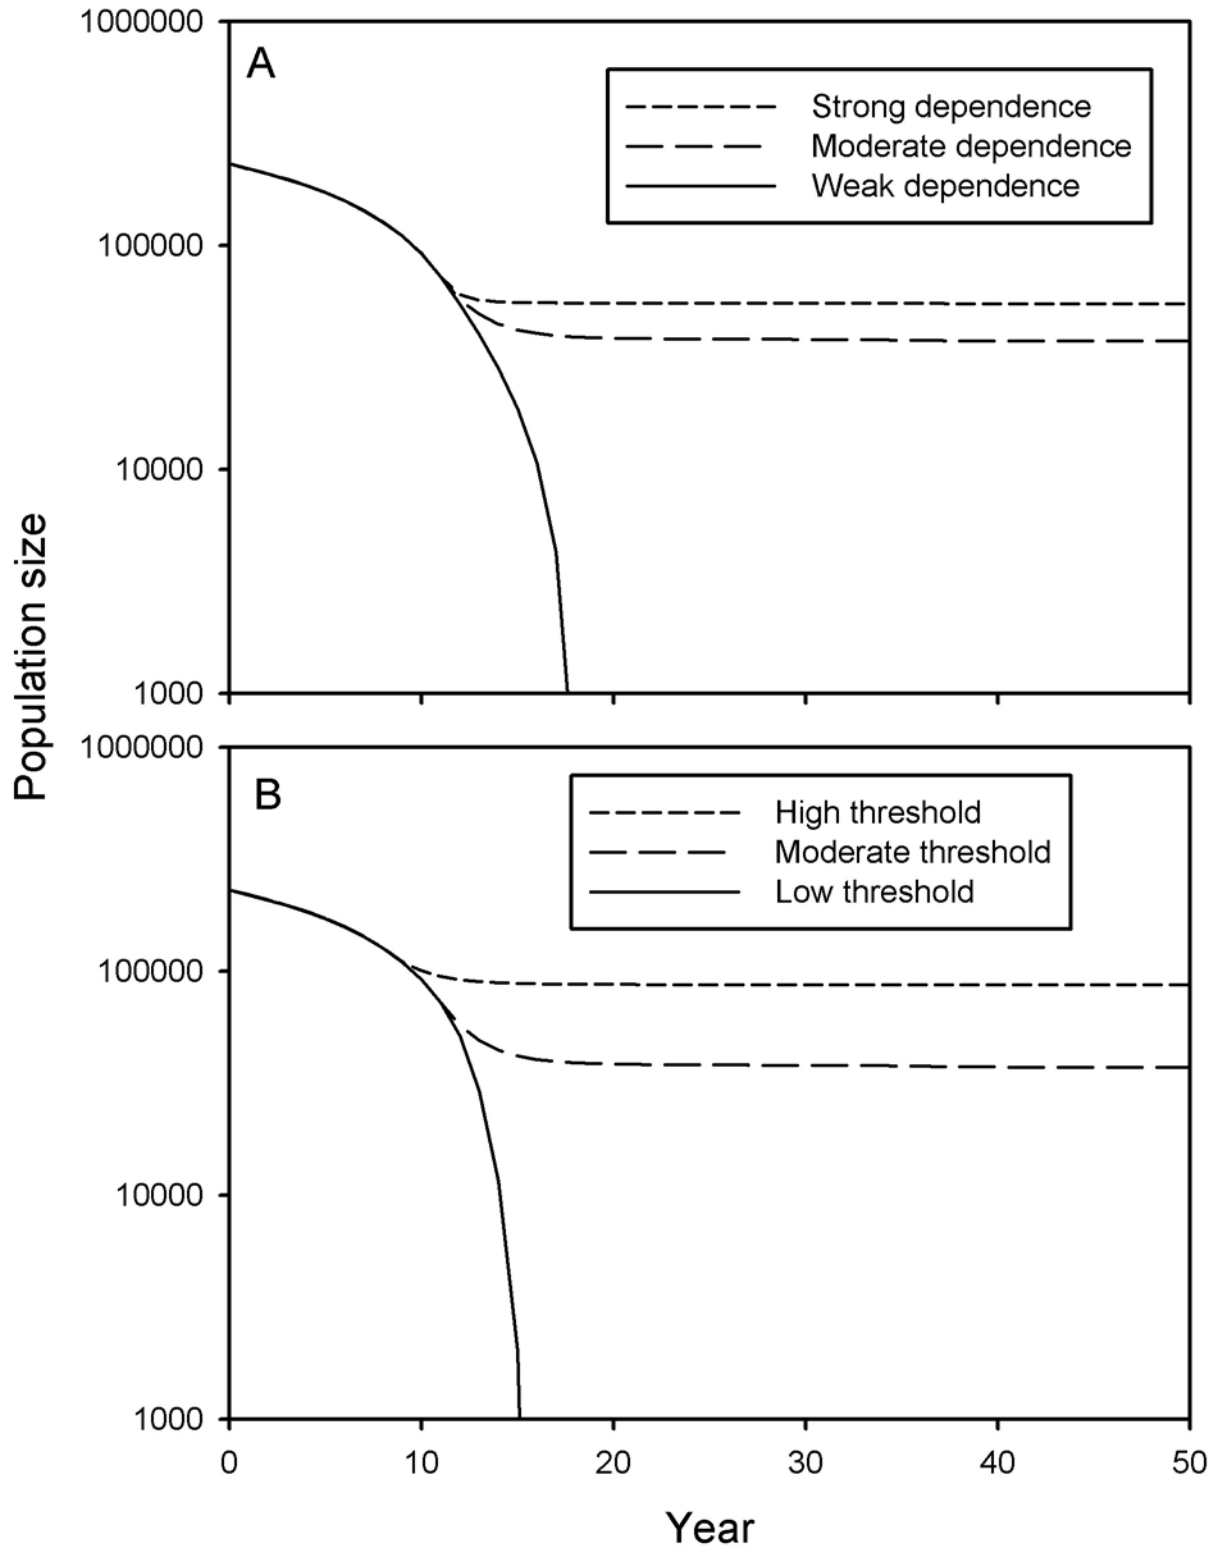 1000000
A
Strong dependence
Moderate dependence
Weak dependence
100000
10000
1000
Population size
1000000
B
High threshold
Moderate threshold
Low threshold
100000
10000
1000
0 10 20 30 40 50
Year